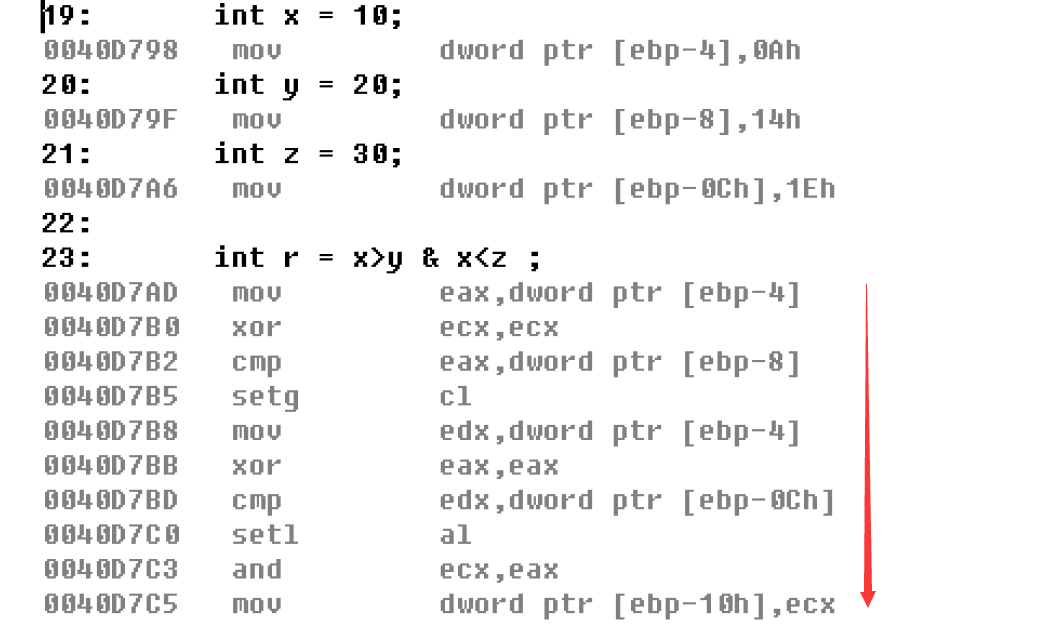 19:       int x = 10;
0040D798   mov         dword ptr [ebp-4],0Ah
20:       int y = 20;
0040D79F   mov         dword ptr [ebp-8],14h
21:       int z = 30;
0040D7A6   mov         dword ptr [ebp-0Ch],1Eh
22:
23:       int r = x>y & x<z ;
0040D7AD   mov         eax,dword ptr [ebp-4]
0040D7B0   xor         ecx,ecx
0040D7B2   cmp         eax,dword ptr [ebp-8]
0040D7B5   setg        cl
0040D7B8   mov         edx,dword ptr [ebp-4]
0040D7BB   xor         eax,eax
0040D7BD   cmp         edx,dword ptr [ebp-0Ch]
0040D7C0   setl        al
0040D7C3   and         ecx,eax
0040D7C5   mov         dword ptr [ebp-10h],ecx